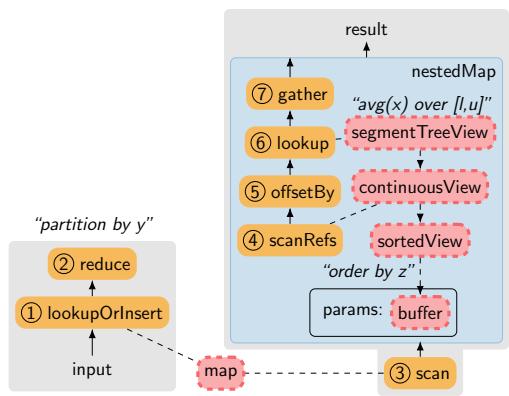 result
nestedMap
⑦ gather
"avg(x) over [l,u]"
⑥ lookup
segmentTreeView
⑤ offsetBy
continuousView
④ scanRefs
sortedView
"order by z"
params: buffer
"partition by y"
② reduce
① lookupOrInsert
input
map
③ scan